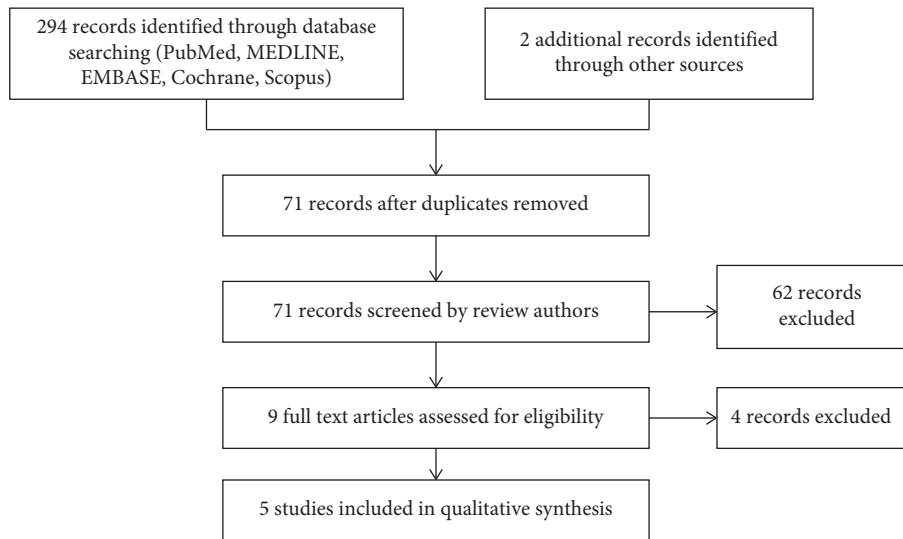 294 records identified through database
searching (PubMed, MEDLINE,
EMBASE, Cochrane, Scopus)
2 additional records identified
through other sources
71 records after duplicates removed
71 records screened by review authors
62 records
excluded
9 full text articles assessed for eligibility
4 records excluded
5 studies included in qualitative synthesis